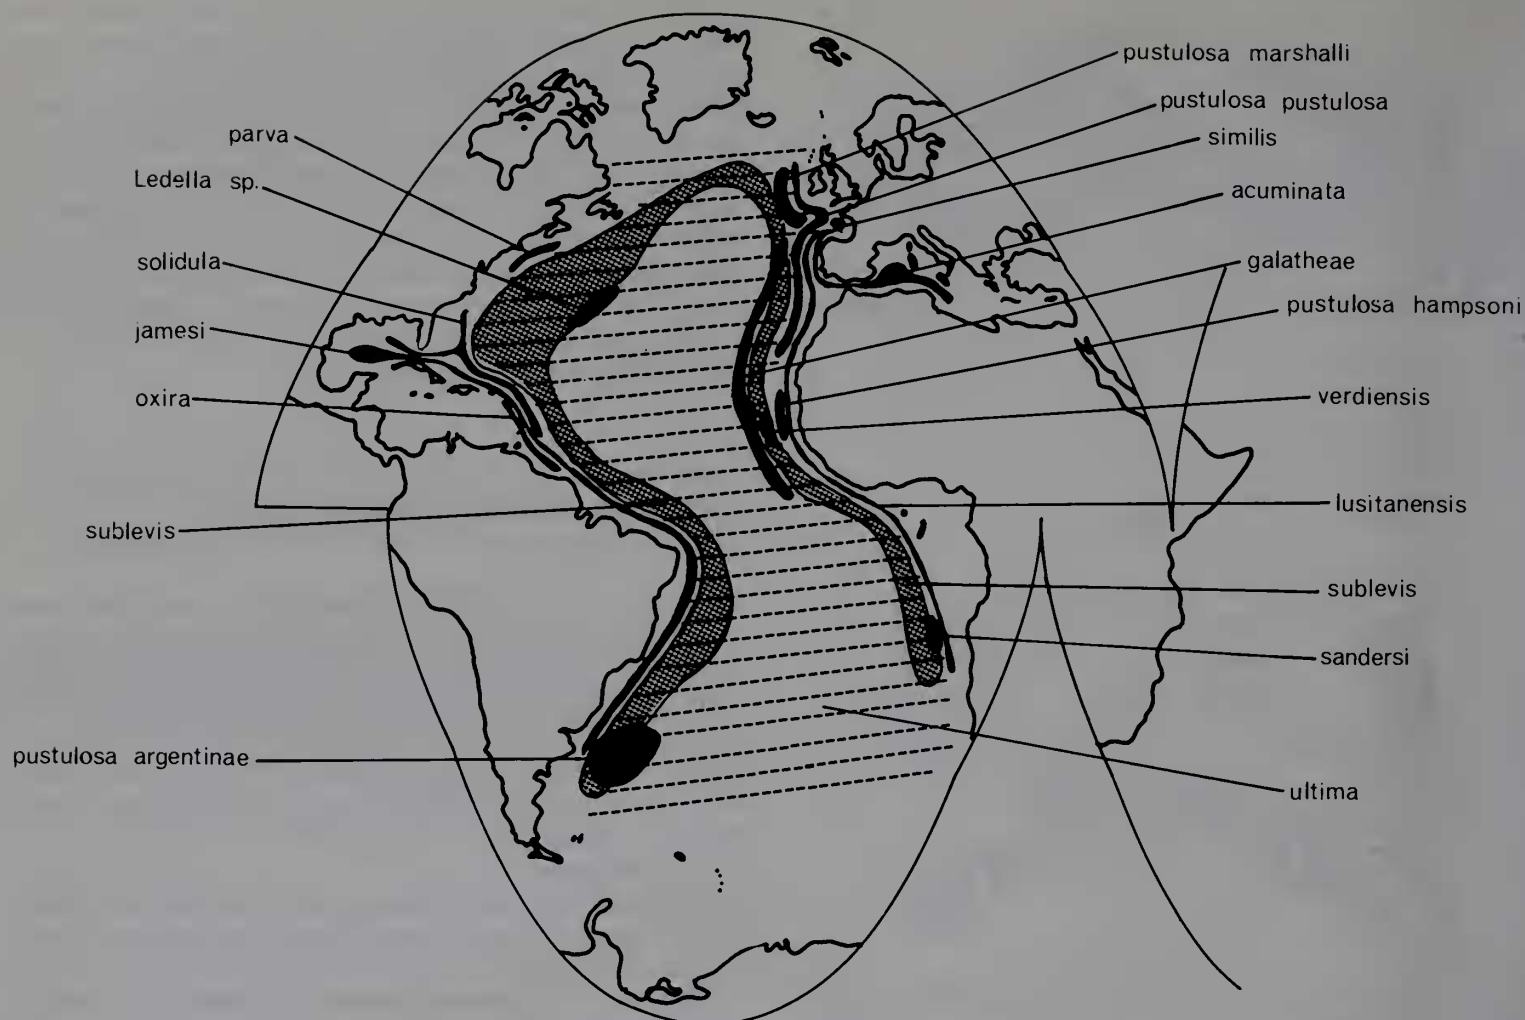 pustulosa marshalli
pustulosa pustulosa
similis
parva
Ledella sp.
acuminata
solidula
galatheae
pustulosa hampsoni
jamesi
oxira
verdiensis
lusitanensis
sublevis
sublevis
sandersi
pustulosa argentinae
ultima